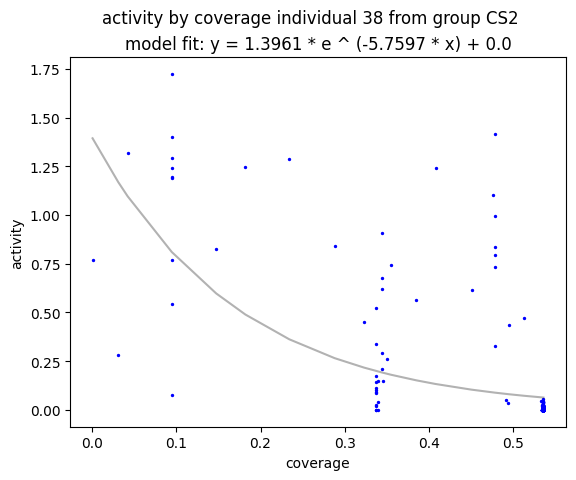 activity by coverage individual 38 from group CS2
model fit: y = 1.3961 * e ^ (-5.7597 * x) + 0.0
1.75
1.50
1.25
1.00
0.75
0.50
0.25
0.00
activity
0.0 0.1 0.2 0.3 0.4 0.5
coverage